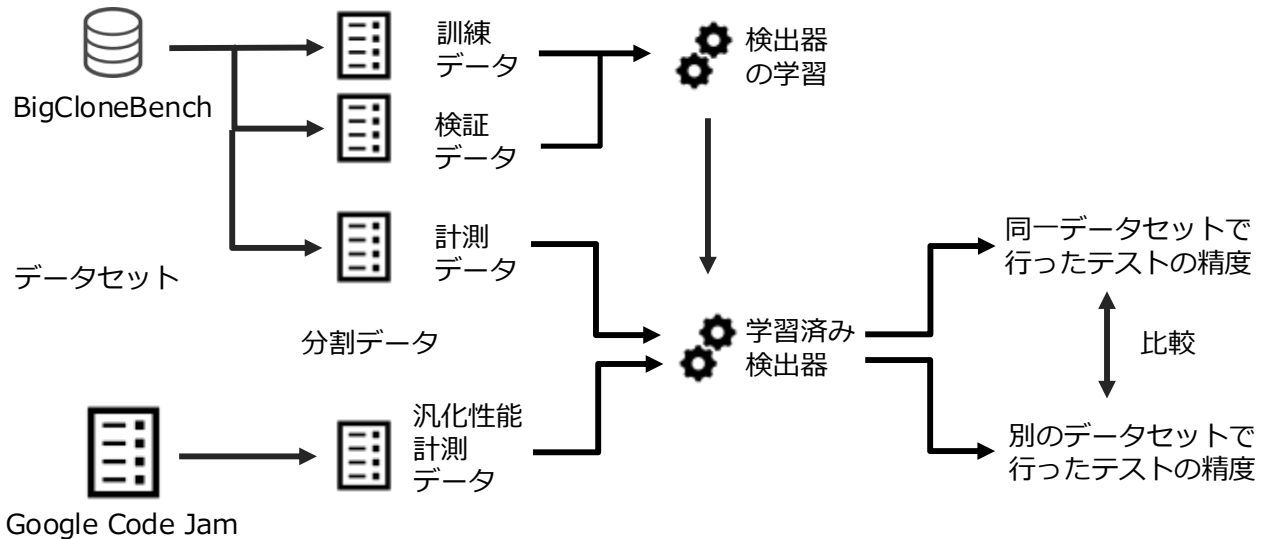 訓練
データ
検出器
の学習
BigCloneBench
検証
データ
計測
データ
同一データセットで
行ったテストの精度
データセット
分割データ
学習済み
検出器
比較
汎化性能
計測
データ
別のデータセットで
行ったテストの精度
Google Code Jam